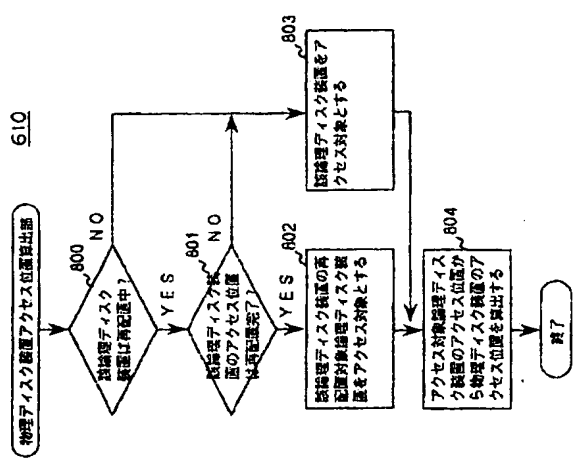 610
物理ディスク装置アクセス位置算出部
800
該論理ディスク
装置は再配置中?
NO
YES
801
該論理ディスク装
置のアクセス位置
は再配置完了?
NO
YES
802
該論理ディスク装置の再
配置対象論理ディスク装
置をアクセス対象とする
803
該論理ディスク装置をア
クセス対象とする
804
アクセス対象論理ディス
ク装置のアクセス位置か
ら物理ディスク装置のア
クセス位置を算出する
終了